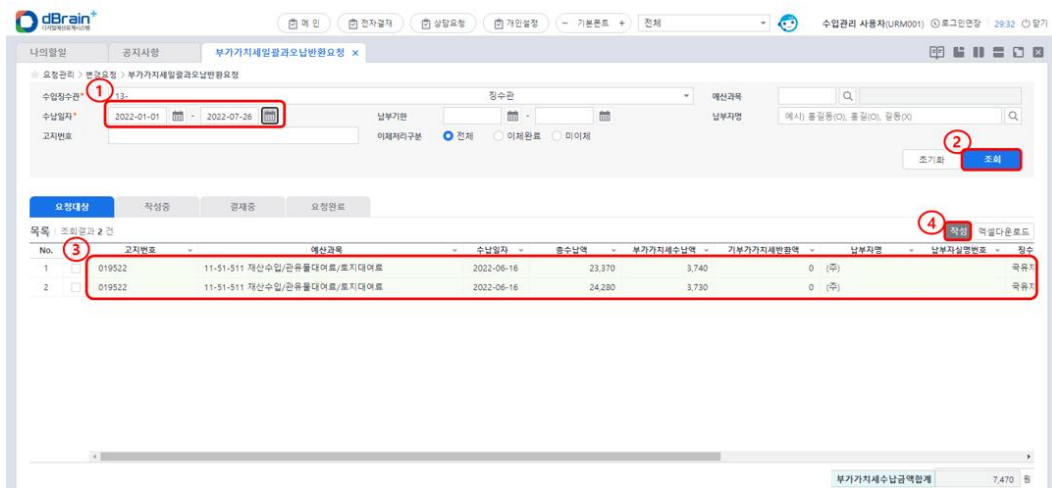 dBrain+
디지털예산회계시스템
메 인
전자결재
상담요청
개인설정
− 기본폰트 +
전체
수입관리 사용자(URM001) 로그인연장 29:32 닫기
나의할일 공지사항 부가가치세일괄과오납반환요청 ×
요청관리 > 변경요청 > 부가가치세일괄과오납반환요청
1
수입징수관* 13- 징수관 예산과목
수납일자* 2022-01-01 - 2022-07-26 납부기한 - 납부자명 예시) 홍길동(O), 홍길(O), 길동(X)
고지번호 이체처리구분 전체 이체완료 미이체
2
초기화 조회
요청대상 작성중 결재중 요청완료
4
목록 조회결과 2 건 작성 엑셀다운로드
3
No. 고지번호 예산과목 수납일자 총수납액 부가가치세수납액 기부가가치세반환액 납부자명 납부자실명번호 징수
1 019522 11-51-511 재산수입/관유물대여료/토지대여료 2022-06-16 23,370 3,740 0 (주) 국유
2 019522 11-51-511 재산수입/관유물대여료/토지대여료 2022-06-16 24,280 3,730 0 (주) 국유
부가가치세수납금액합계 7,470 원